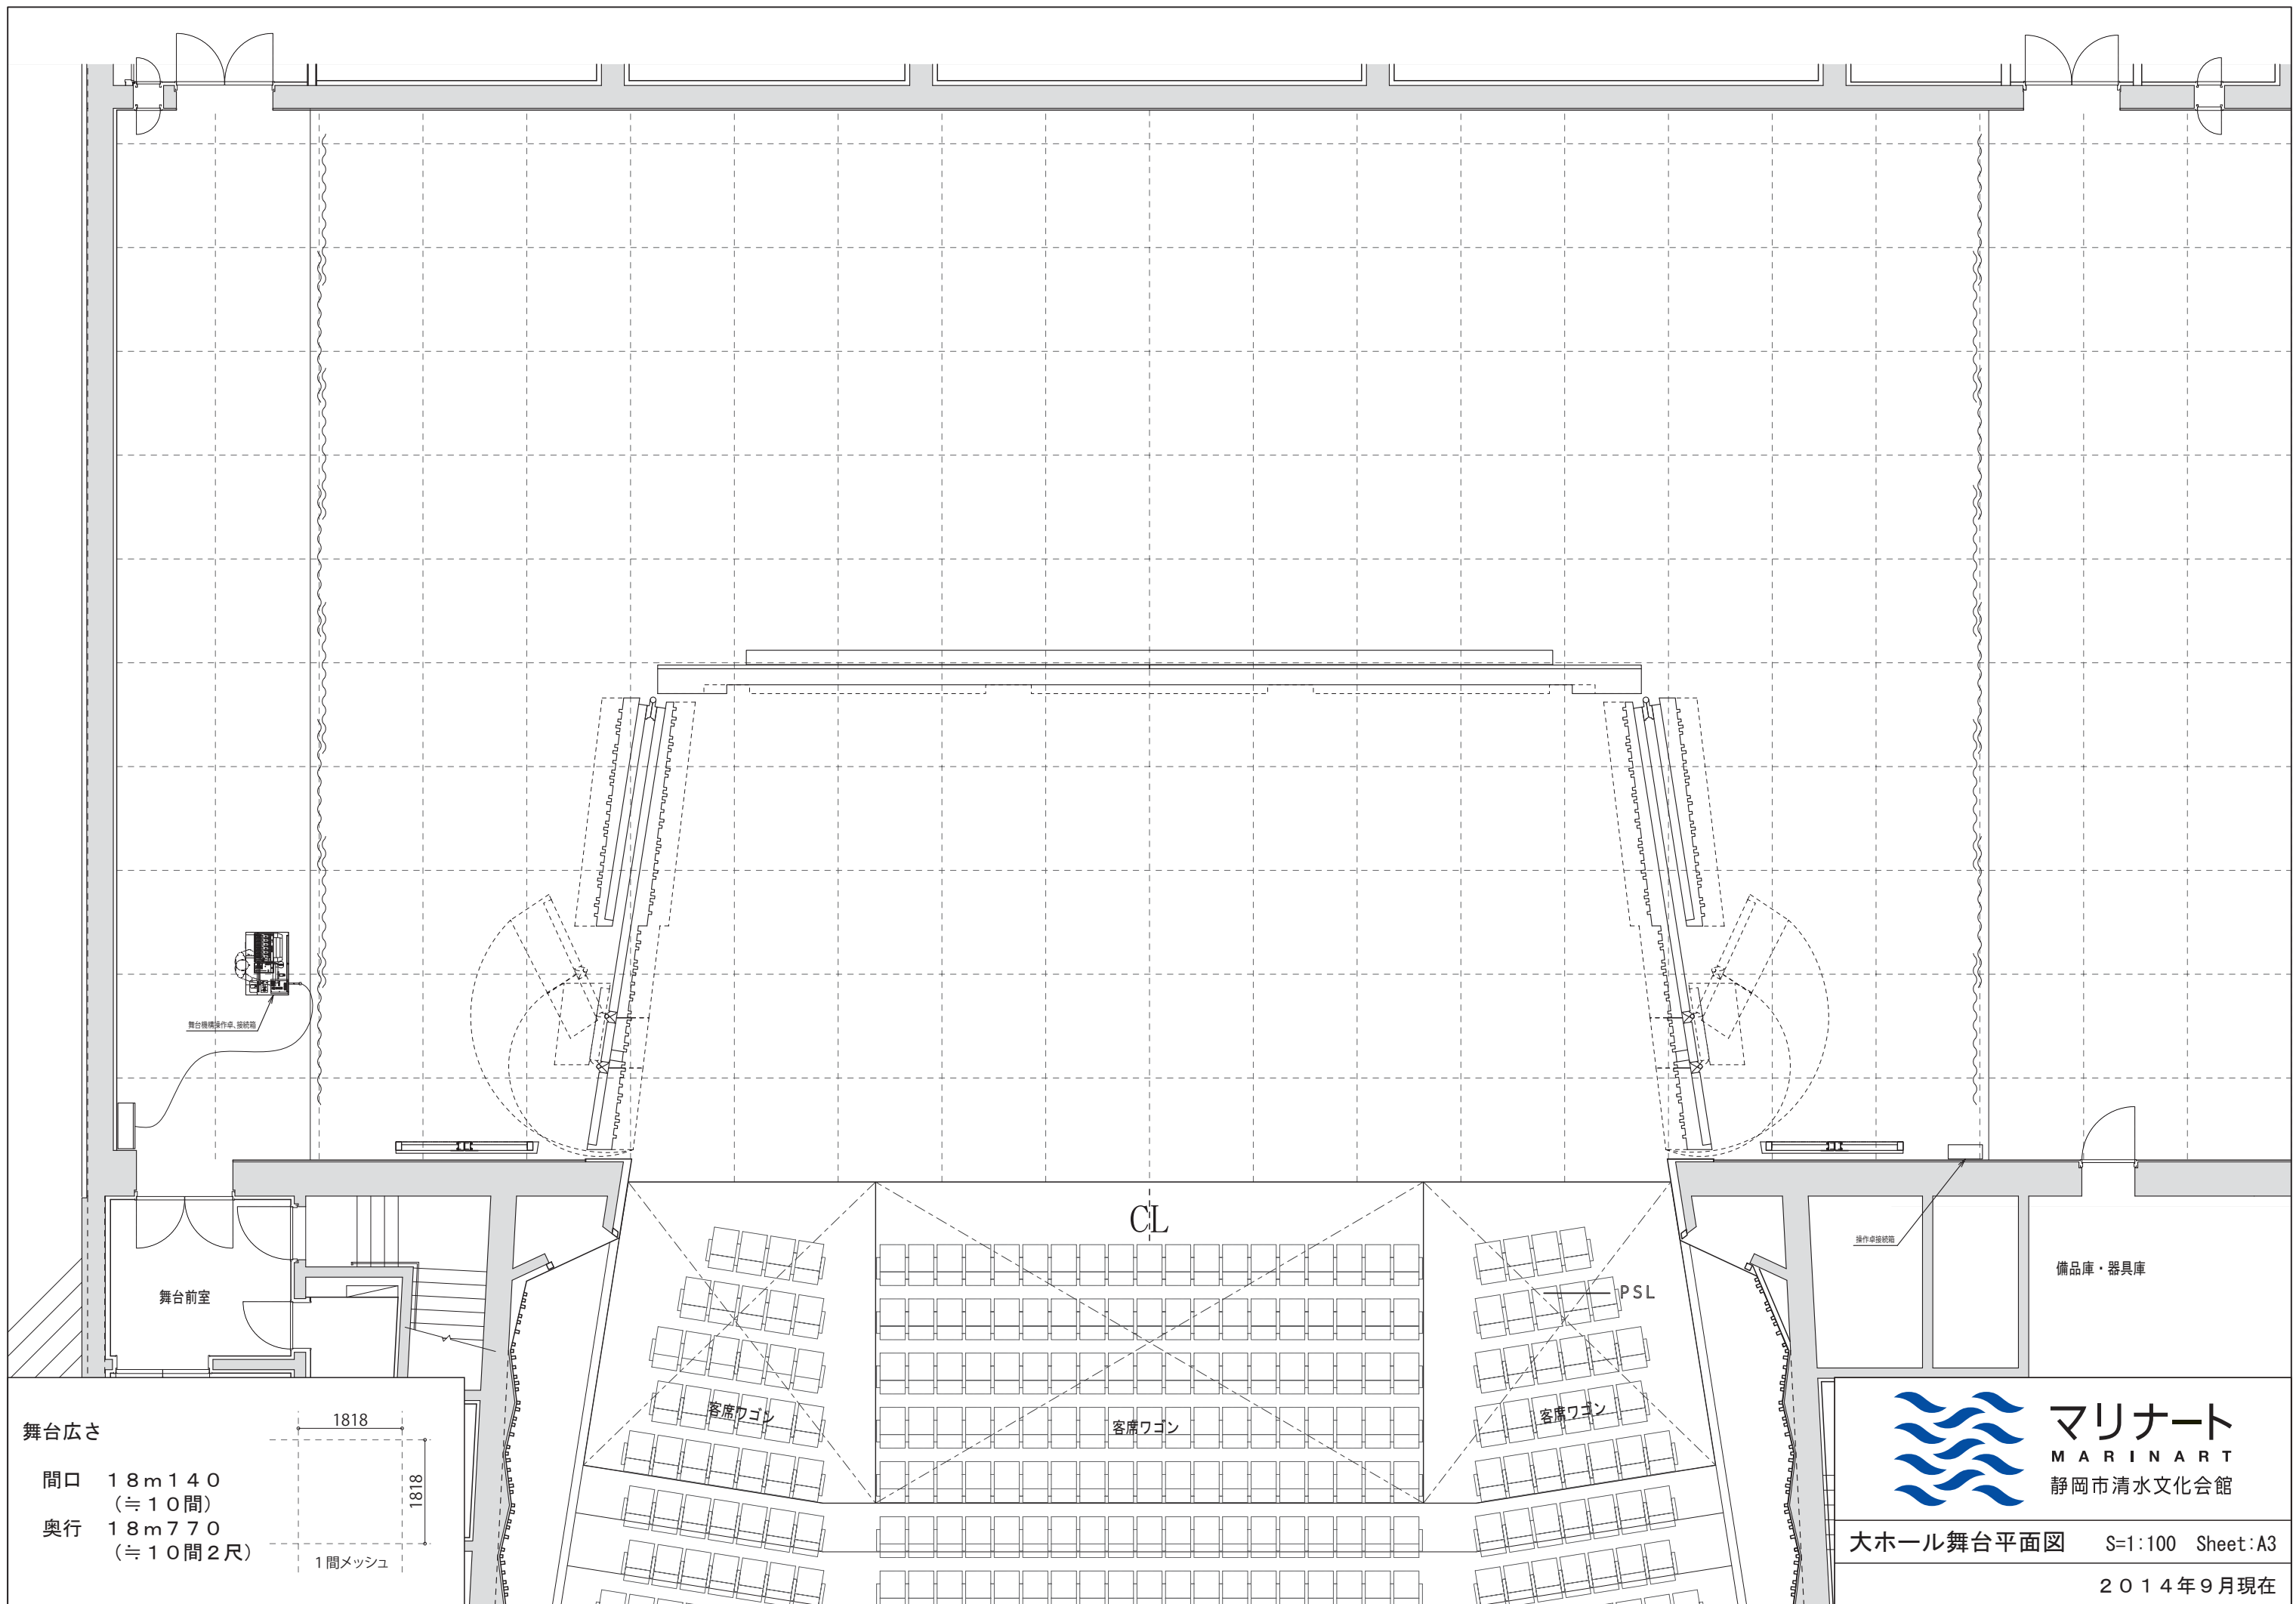 舞台機構操作卓、接続箱
CL
PSL
操作卓接続箱
舞台前室
備品庫・器具庫
客席ワゴン
客席ワゴン
客席ワゴン
舞台広さ
間口 18m140
(≒10間)
奥行 18m770
(≒10間2尺)
1818
1818
1間メッシュ
マリナート
MARINART
静岡市清水文化会館
大ホール舞台平面図 S=1:100 Sheet:A3
2014年9月現在